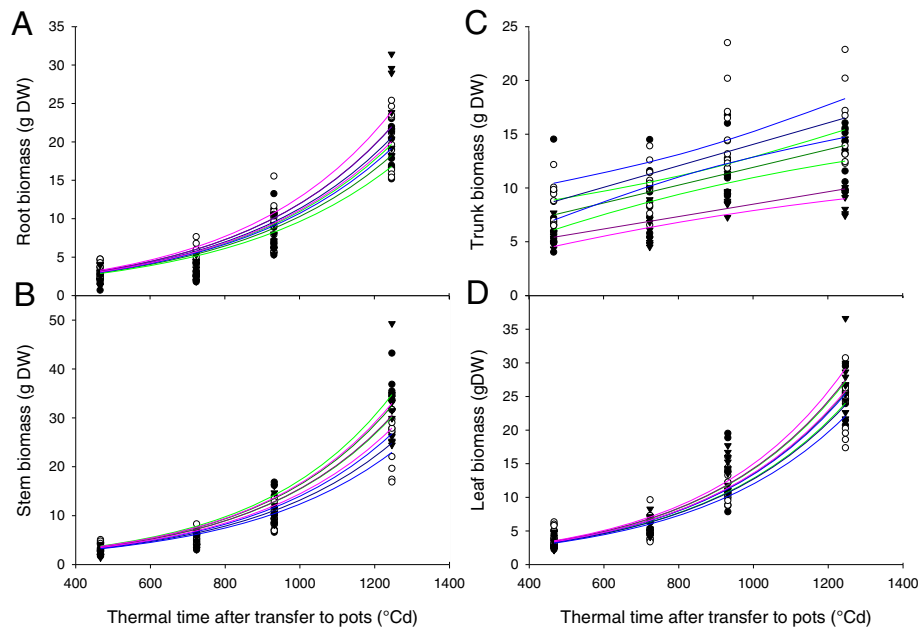 A
Root biomass (g DW)
35
30
25
20
15
10
5
0
C
Trunk biomass (g DW)
25
20
15
10
5
0
B
Stem biomass (g DW)
50
40
30
20
10
0
400 600 800 1000 1200 1400
Thermal time after transfer to pots (°Cd)
D
Leaf biomass (gDW)
35
30
25
20
15
10
5
0
400 600 800 1000 1200 1400
Thermal time after transfer to pots (°Cd)